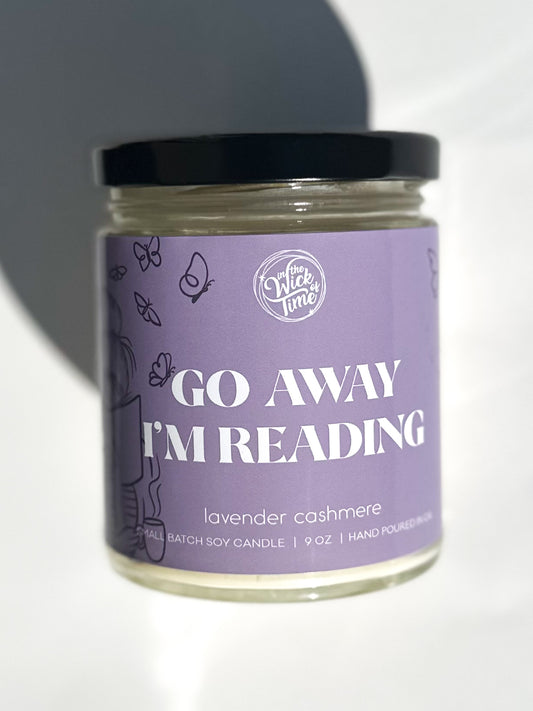 in the
Wick
of
Time
GO AWAY
I'M READING
lavender cashmere
SMALL BATCH SOY CANDLE | 9 OZ | HAND POURED IN